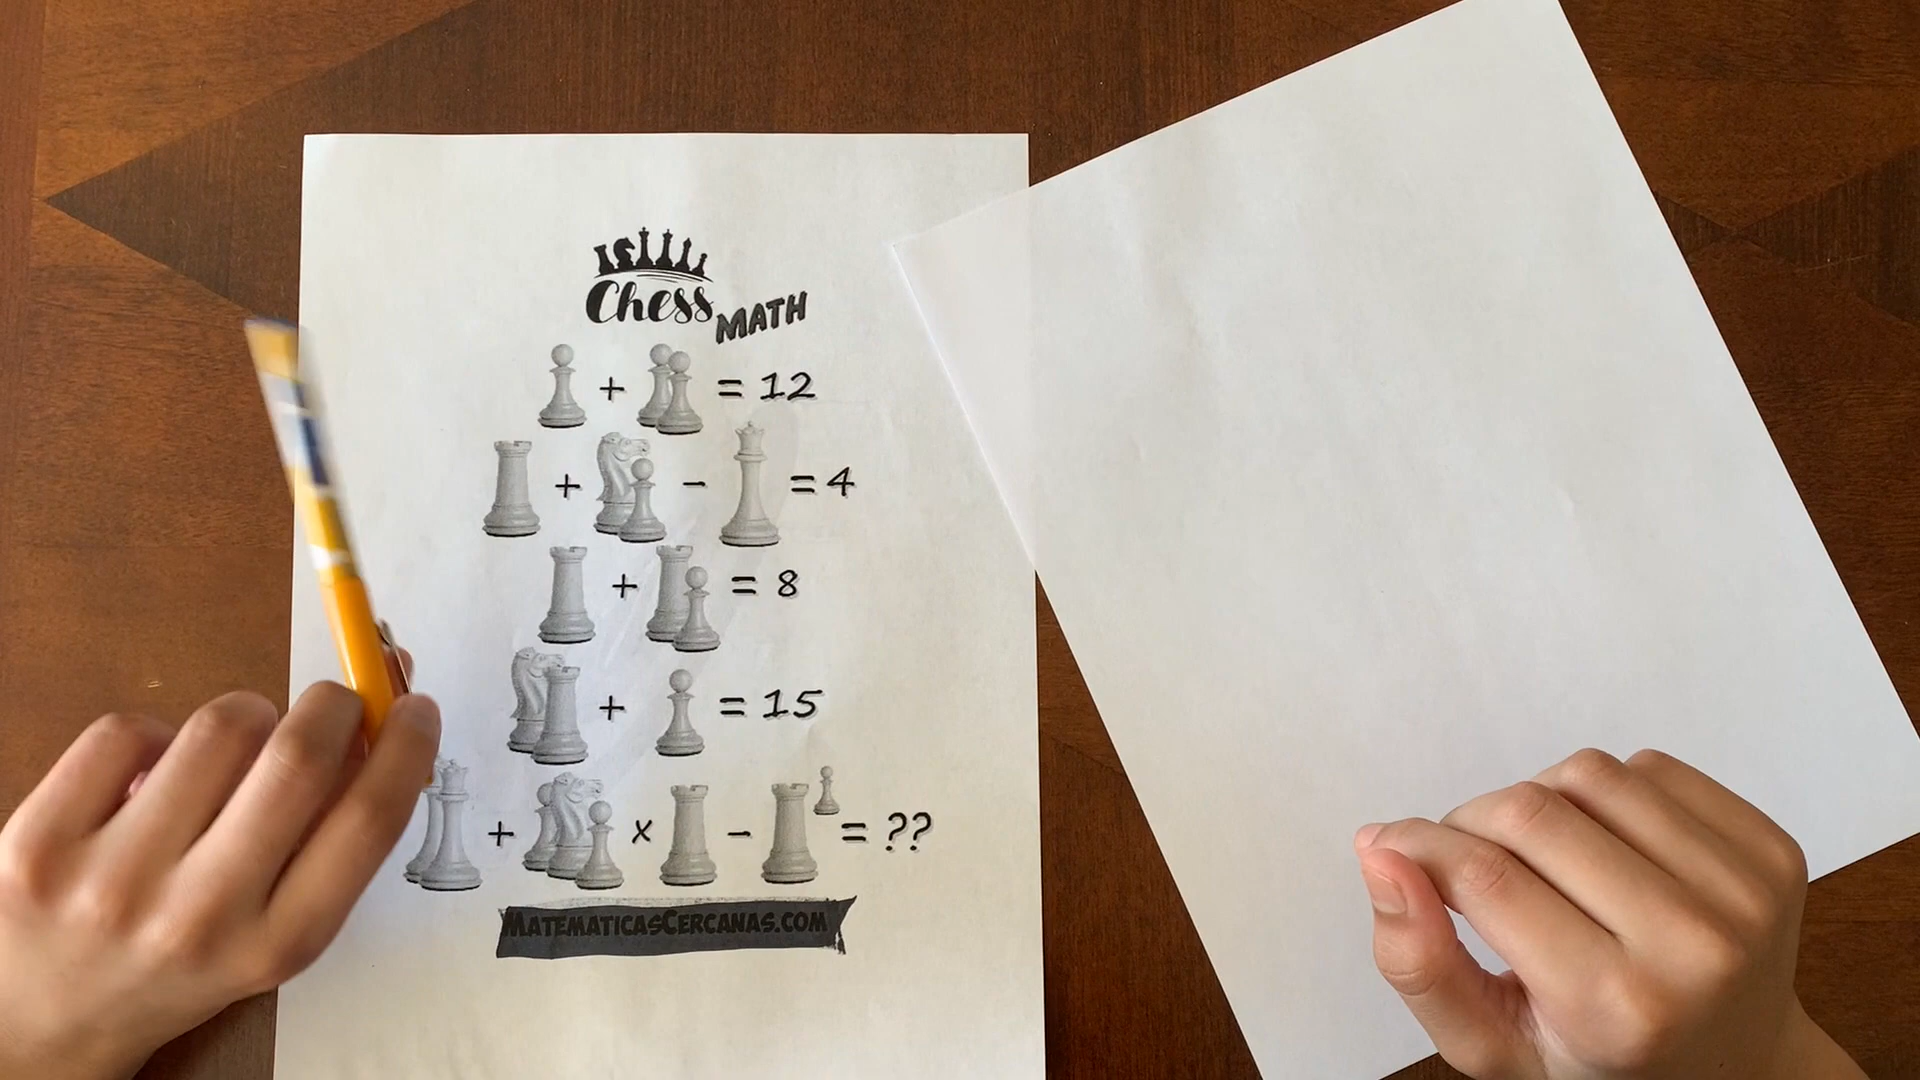 Chess
MATH
+ = 12
+ - = 4
+ = 8
+ = 15
+ x - = ??
MATEMATICASCERCANAS.COM